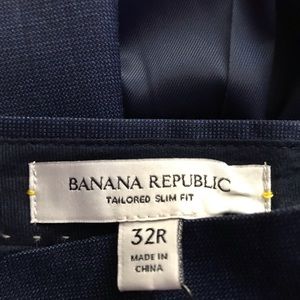 BANANA REPUBLIC
TAILORED SLIM FIT
32R
MADE IN
CHINA